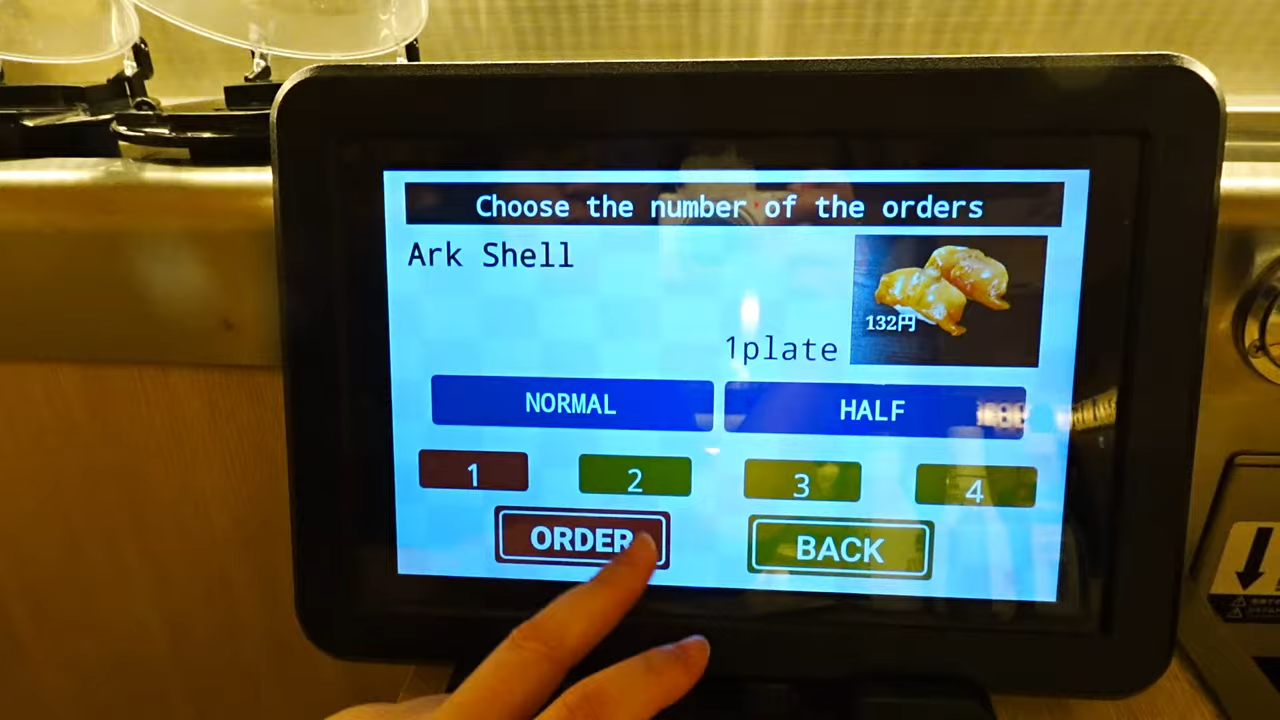 Choose the number of the orders
Ark Shell
132円
1plate
NORMAL
HALF
1
2
3
4
ORDER
BACK